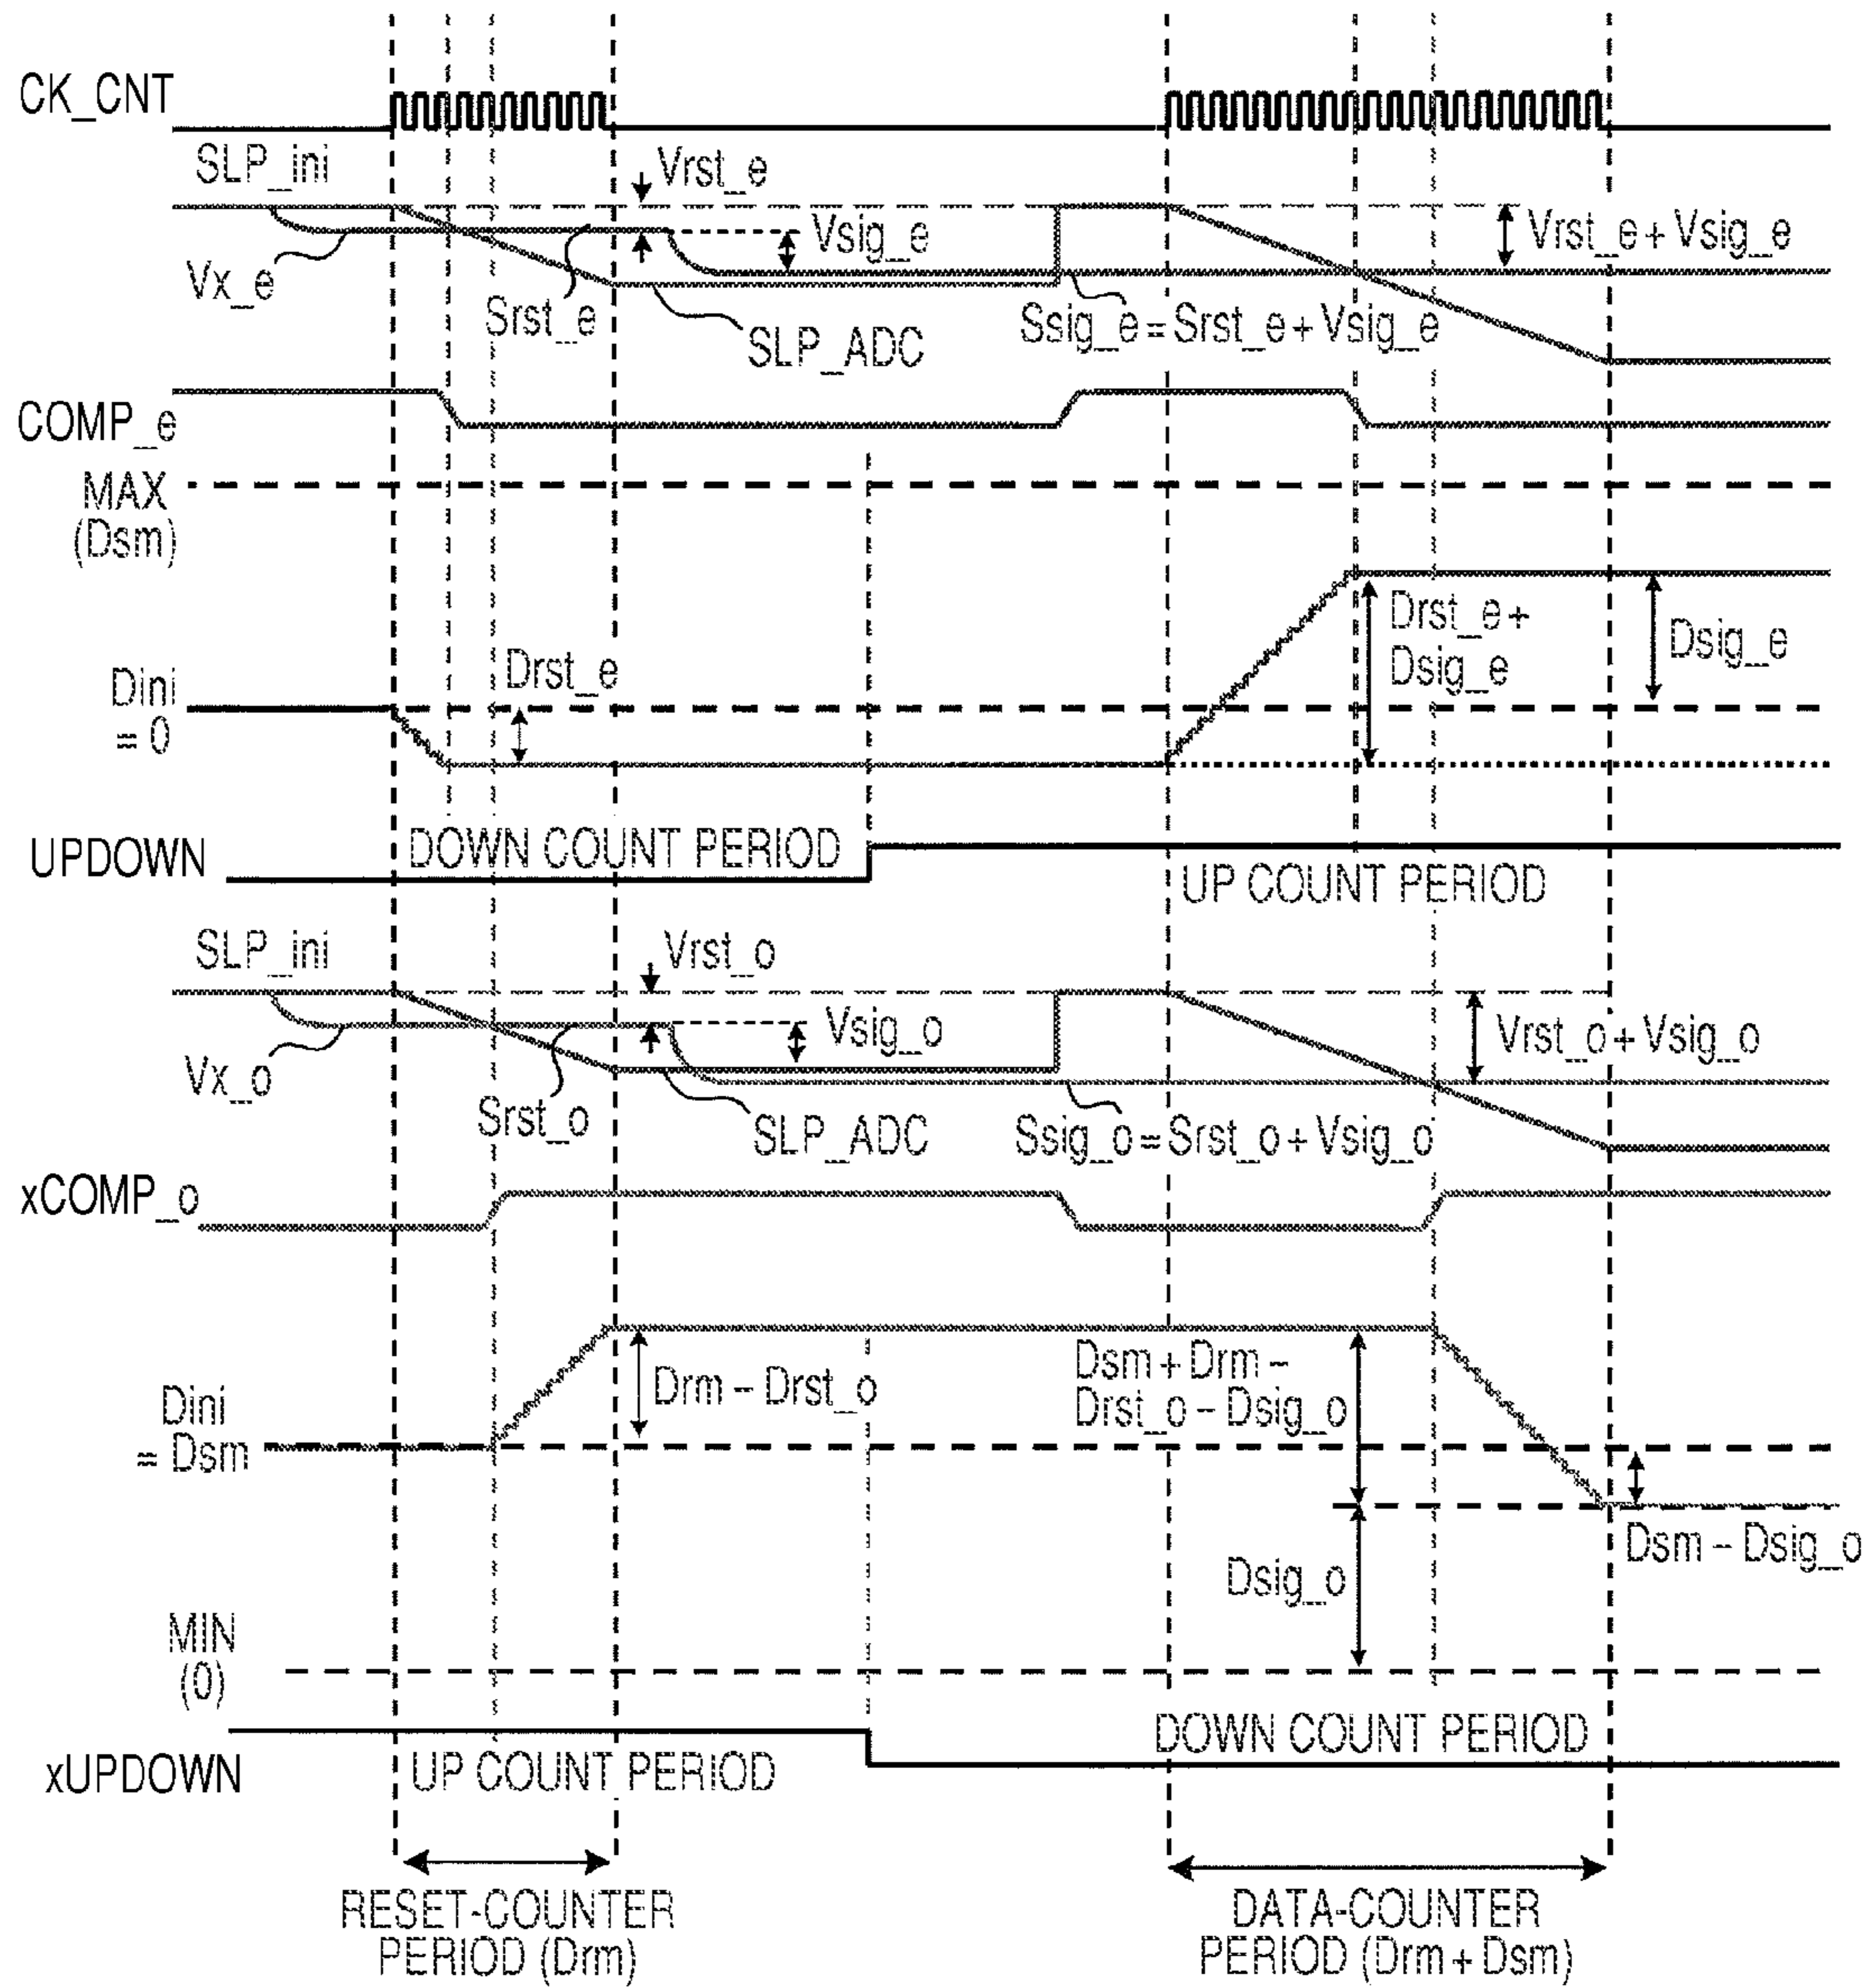 CK_CNT
SLP_ini
Vrst_e
Vsig_e
Vrst_e + Vsig_e
Vx_e
Srst_e
SLP_ADC
Ssig_e = Srst_e + Vsig_e
COMP_e
MAX
(Dsm)
Drst_e +
Dsig_e
Dsig_e
Drst_e
Dini
= 0
UPDOWN
DOWN COUNT PERIOD
UP COUNT PERIOD
SLP_ini
Vrst_o
Vsig_o
Vrst_o + Vsig_o
Vx_o
Srst_o
SLP_ADC
Ssig_o = Srst_o + Vsig_o
xCOMP_o
Drm – Drst_o
Dsm + Drm –
Drst_o – Dsig_o
Dini
= Dsm
Dsm – Dsig_o
Dsig_o
MIN
(0)
xUPDOWN
UP COUNT PERIOD
DOWN COUNT PERIOD
RESET-COUNTER
PERIOD (Drm)
DATA-COUNTER
PERIOD (Drm + Dsm)